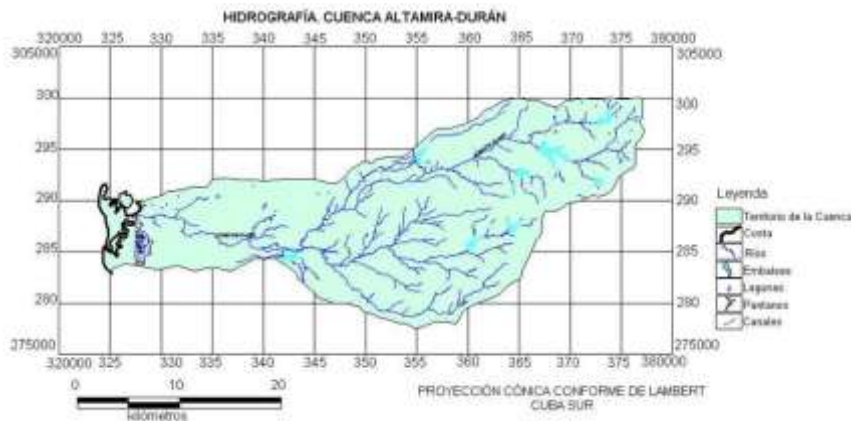 HIDROGRAFÍA. CUENCA ALTAMIRA-DURÁN
320000 325 330 335 340 345 350 355 360 365 370 375 380000
305000 305000
300 300
295 295
290 290
285 285
280 280
275000 275000
320000 325 330 335 340 345 350 355 360 365 370 375 380000
Leyenda
Territorio de la Cuenca
Costa
Ríos
Embalses
Lagunas
Pantanos
Canales
0 10 20
kilómetros
PROYECCIÓN CÓNICA CONFORME DE LAMBERT
CUBA SUR